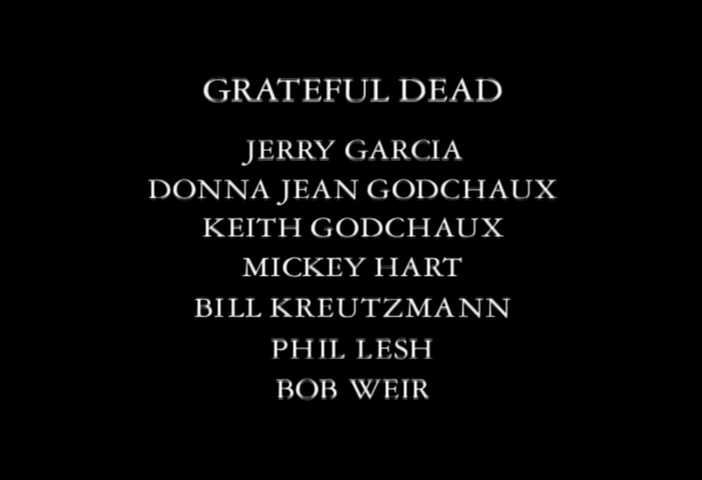 GRATEFUL DEAD
JERRY GARCIA
DONNA JEAN GODCHAUX
KEITH GODCHAUX
MICKEY HART
BILL KREUTZMANN
PHIL LESH
BOB WEIR